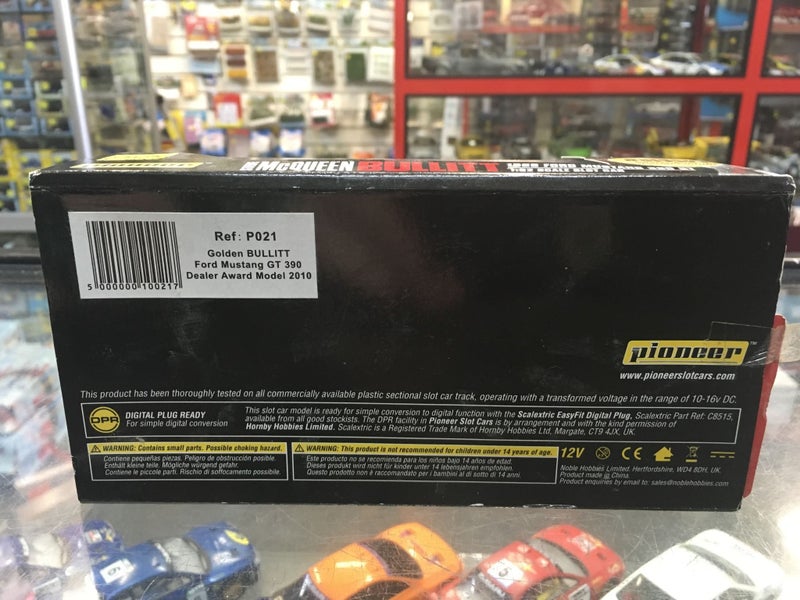 McQUEEN BULLITT
Ref: P021
Golden BULLITT
Ford Mustang GT 390
Dealer Award Model 2010
5 000000 100217
pioneer™
www.pioneerslotcars.com
This product has been thoroughly tested on all commercially available plastic sectional slot car track, operating with a transformed voltage in the range of 10-16v DC.
DPR
DIGITAL PLUG READY
For simple digital conversion
This slot car model is ready for simple conversion to digital function with the Scalextric EasyFit Digital Plug, Scalextric Part Ref: C8515,
available from all good stockists. The DPR facility in Pioneer Slot Cars is by arrangement and with the kind permission of
Hornby Hobbies Limited. Scalextric is a Registered Trade Mark of Hornby Hobbies Ltd, Margate, CT9 4JX, UK.
WARNING: Contains small parts. Possible choking hazard.
Contiene pequeñas piezas. Peligro de obstrucción posible.
Enthält kleine teile. Mögliche würgend gefahr.
Contiene le piccole parti. Rischio di soffocamento possibile.
WARNING: This product is not recommended for children under 14 years of age.
Este producto no se recomienda para los niños bajo 14 años de edad.
Dieses produkt wird nicht für kinder unter 14 lebensjahren empfohlen.
Questo prodotto non è raccomandato per i bambini al di sotto di 14 anni.
12V CE
Noble Hobbies Limited, Hertfordshire, WD4 8DH, UK.
Product made in China.
Product enquiries by email to: sales@noblehobbies.com